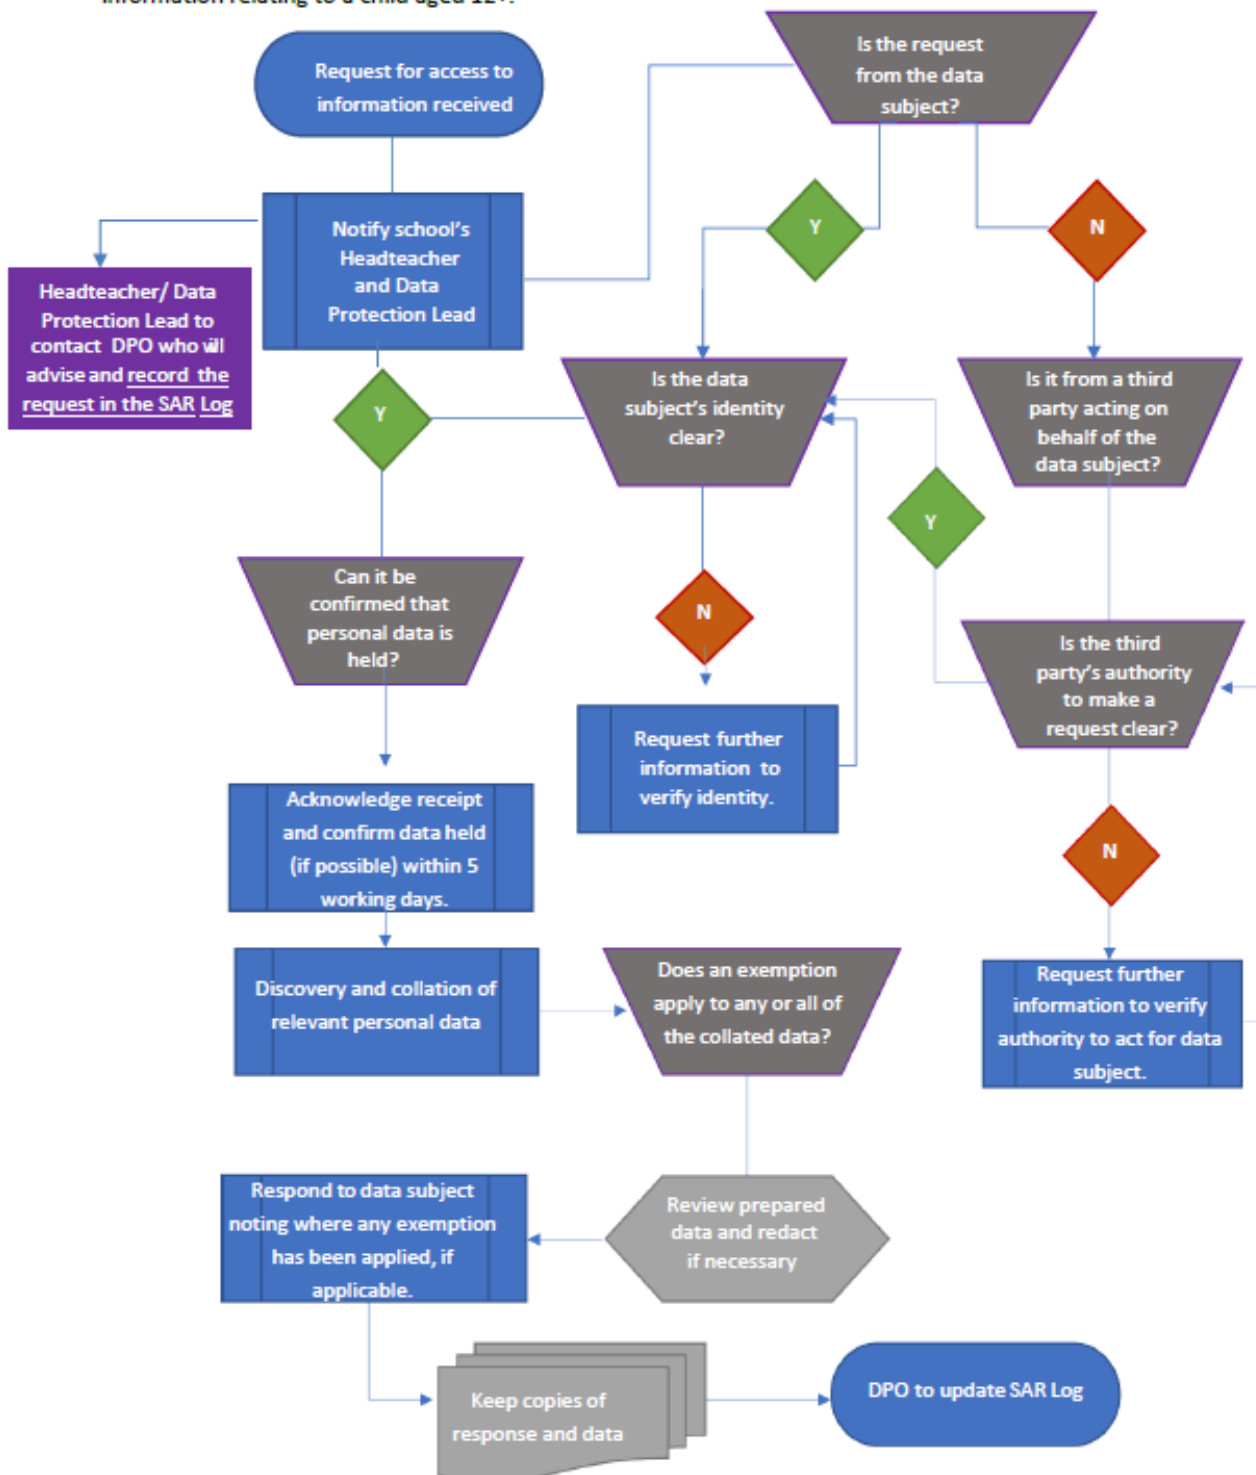 information relating to a child aged 12+.
Request for access to
information received
Is the request
from the data
subject?
Y
N
Notify school's
Headteacher
and Data
Protection Lead
Headteacher/ Data
Protection Lead to
contact DPO who will
advise and record the
request in the SAR Log
Y
Is the data
subject's identity
clear?
Is it from a third
party acting on
behalf of the
data subject?
Y
Can it be
confirmed that
personal data is
held?
N
Is the third
party's authority
to make a
request clear?
Request further
information to
verify identity.
Acknowledge receipt
and confirm data held
(if possible) within 5
working days.
N
Discovery and collation of
relevant personal data
Does an exemption
apply to any or all of
the collated data?
Request further
information to verify
authority to act for data
subject.
Respond to data subject
noting where any exemption
has been applied, if
applicable.
Review prepared
data and redact
if necessary
Keep copies of
response and data
DPO to update SAR Log